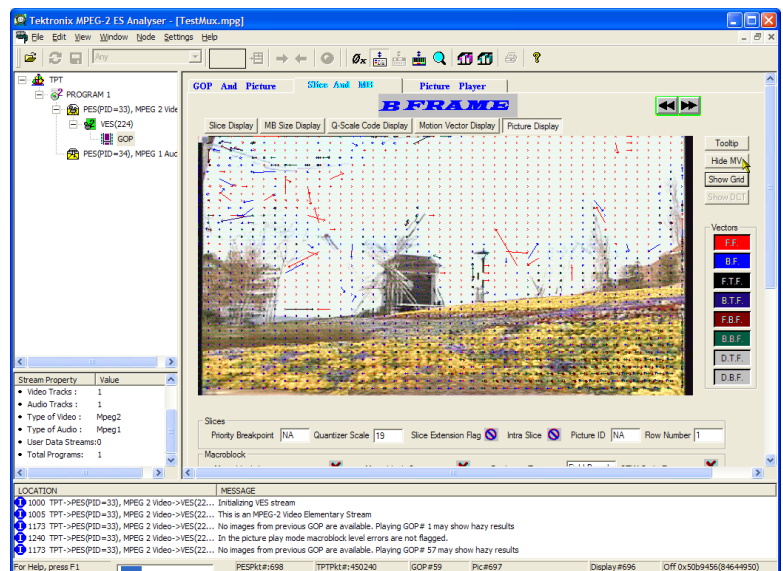 Tektronix MPEG-2 ES Analyser - [TestMux.mpg]
File Edit View Window Node Settings Help
Any
TPT
PROGRAM 1
PES(PID=33), MPEG 2 Vide
VES(224)
GOP
PES(PID=34), MPEG 1 Auc
GOP And Picture
Slice And MB
Picture Player
B FRAME
Slice Display
MB Size Display
Q-Scale Code Display
Motion Vector Display
Picture Display
Tooltip
Hide MV
Show Grid
Show DCT
Vectors
F.F.
B.F.
F.T.F.
B.T.F.
F.B.F.
B.B.F.
D.T.F.
D.B.F.
Stream Property Value
Video Tracks : 1
Audio Tracks : 1
Type of Video : Mpeg2
Type of Audio : Mpeg1
User Data Streams:0
Total Programs: 1
Slices
Priority Breakpoint NA Quantizer Scale 19 Slice Extension Flag Intra Slice Picture ID NA Row Number 1
Macroblock
LOCATION MESSAGE
1000 TPT->PES(PID=33), MPEG 2 Video->VES(22... Initializing VES stream
1005 TPT->PES(PID=33), MPEG 2 Video->VES(22... This is an MPEG-2 Video Elementary Stream
1173 TPT->PES(PID=33), MPEG 2 Video->VES(22... No images from previous GOP are available. Playing GOP# 1 may show hazy results
1240 TPT->PES(PID=33), MPEG 2 Video->VES(22... In the picture play mode macroblock level errors are not flagged.
1173 TPT->PES(PID=33), MPEG 2 Video->VES(22... No images from previous GOP are available. Playing GOP# 57 may show hazy results
For Help, press F1
PESPkt#:698
TPTPkt#:450240
GOP#59
Pic#697
Display#696
Off 0x50b9456(84644950)